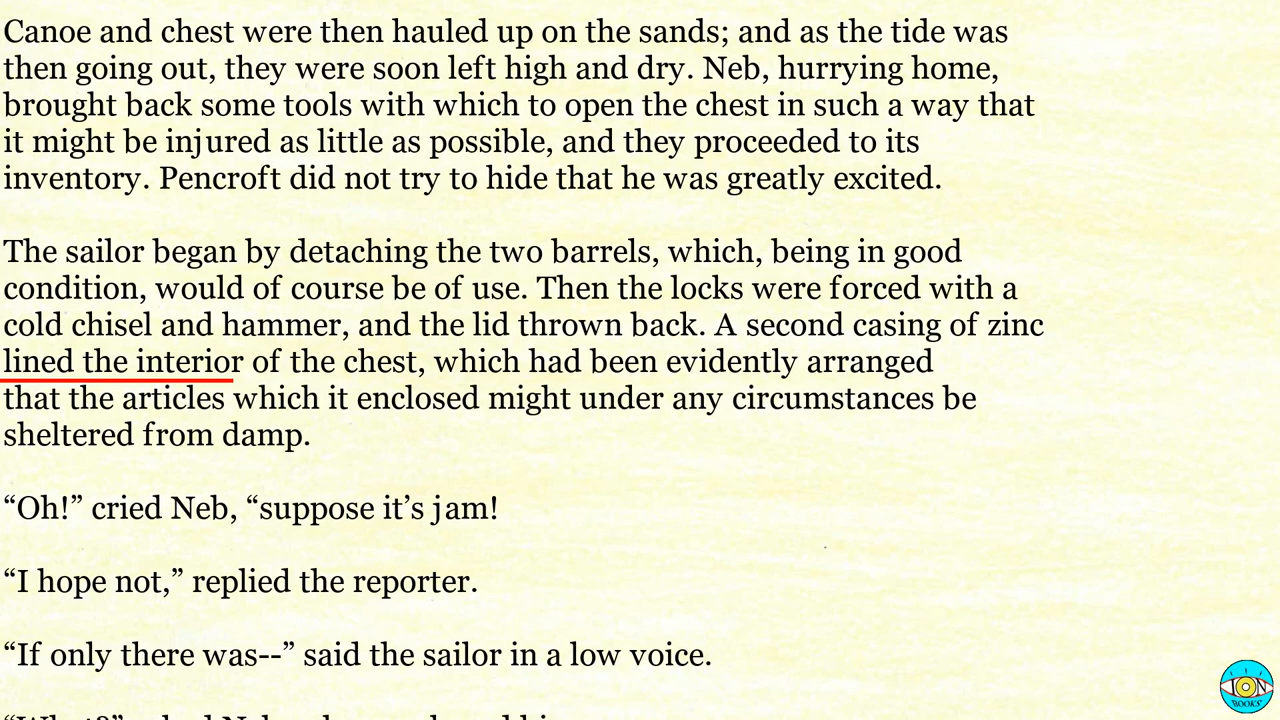 Canoe and chest were then hauled up on the sands; and as the tide was
then going out, they were soon left high and dry. Neb, hurrying home,
brought back some tools with which to open the chest in such a way that
it might be injured as little as possible, and they proceeded to its
inventory. Pencroft did not try to hide that he was greatly excited.
The sailor began by detaching the two barrels, which, being in good
condition, would of course be of use. Then the locks were forced with a
cold chisel and hammer, and the lid thrown back. A second casing of zinc
lined the interior of the chest, which had been evidently arranged
that the articles which it enclosed might under any circumstances be
sheltered from damp.
“Oh!” cried Neb, “suppose it’s jam!
“I hope not,” replied the reporter.
“If only there was--” said the sailor in a low voice.
ION
BOOKS